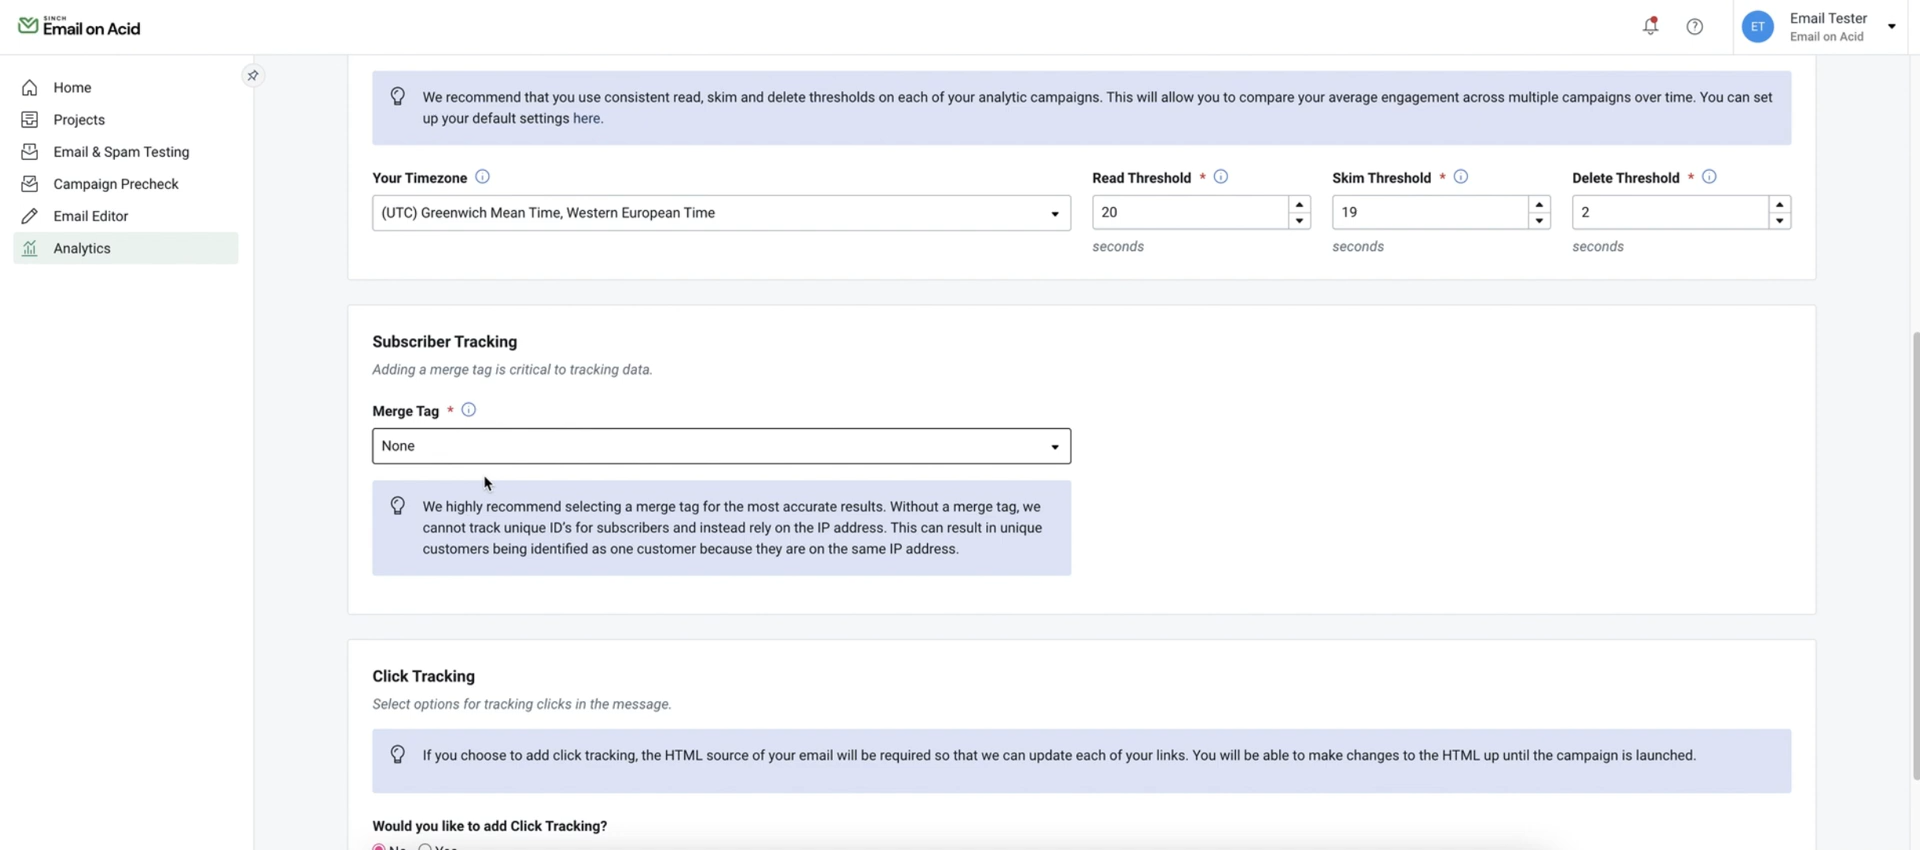 SINCH
Email on Acid
ET
Email Tester
Email on Acid
Home
Projects
Email & Spam Testing
Campaign Precheck
Email Editor
Analytics
We recommend that you use consistent read, skim and delete thresholds on each of your analytic campaigns. This will allow you to compare your average engagement across multiple campaigns over time. You can set
up your default settings here.
Your Timezone
Read Threshold *
Skim Threshold *
Delete Threshold *
(UTC) Greenwich Mean Time, Western European Time
20
19
2
seconds
seconds
seconds
Subscriber Tracking
Adding a merge tag is critical to tracking data.
Merge Tag *
None
We highly recommend selecting a merge tag for the most accurate results. Without a merge tag, we
cannot track unique ID's for subscribers and instead rely on the IP address. This can result in unique
customers being identified as one customer because they are on the same IP address.
Click Tracking
Select options for tracking clicks in the message.
If you choose to add click tracking, the HTML source of your email will be required so that we can update each of your links. You will be able to make changes to the HTML up until the campaign is launched.
Would you like to add Click Tracking?
No Yes